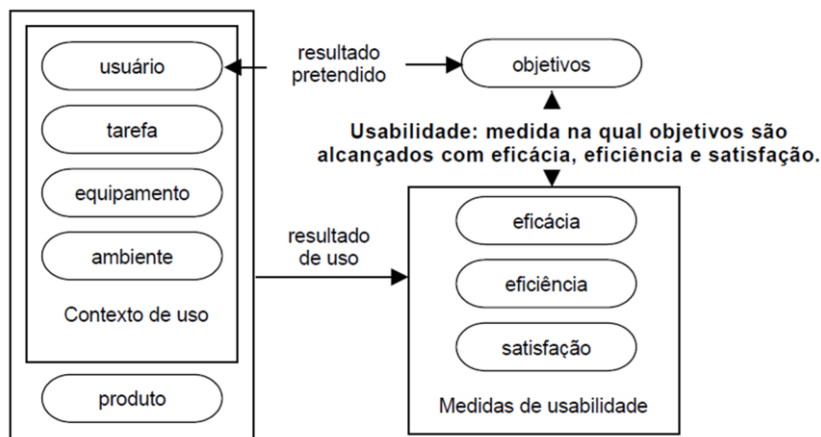 usuário
tarefa
equipamento
ambiente
Contexto de uso
produto
resultado
pretendido
objetivos
Usabilidade: medida na qual objetivos são
alcançados com eficácia, eficiência e satisfação.
resultado
de uso
eficácia
eficiência
satisfação
Medidas de usabilidade